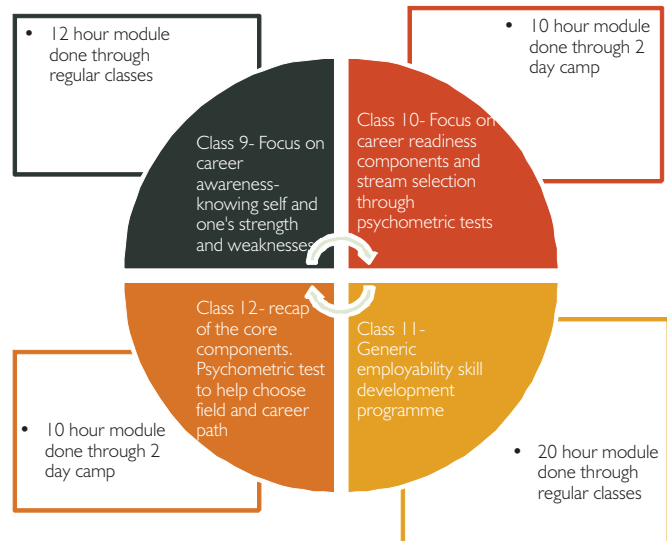 • 12 hour module
done through
regular classes
• 10 hour module
done through 2
day camp
Class 9- Focus on
career
awareness-
knowing self and
one's strength
and weaknesses
Class 10- Focus on
career readiness
components and
stream selection
through
psychometric tests
Class 12- recap
of the core
components.
Psychometric test
to help choose
field and career
path
Class 11-
Generic
employability skill
development
programme
• 10 hour module
done through 2
day camp
• 20 hour module
done through
regular classes